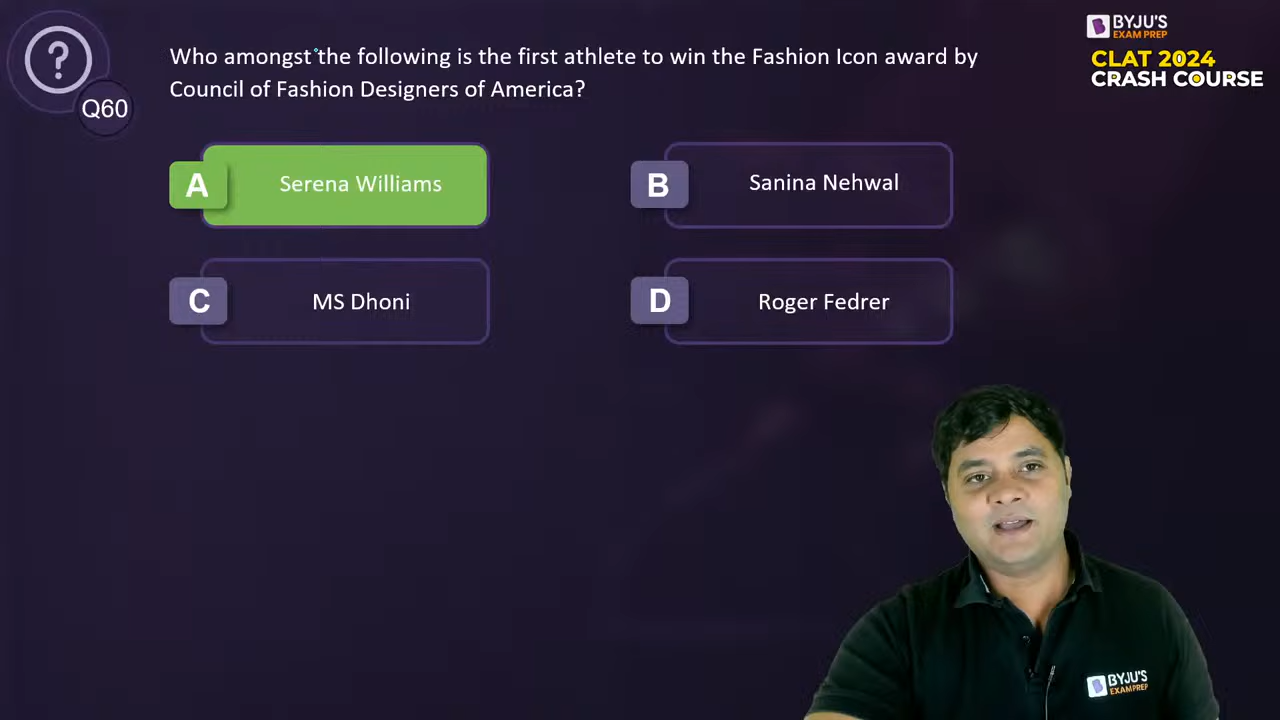 ?
Q60
Who amongst the following is the first athlete to win the Fashion Icon award by
Council of Fashion Designers of America?
BYJU'S
EXAM PREP
CLAT 2024
CRASH COURSE
A
Serena Williams
B
Sanina Nehwal
C
MS Dhoni
D
Roger Fedrer
BYJU'S
EXAM PREP